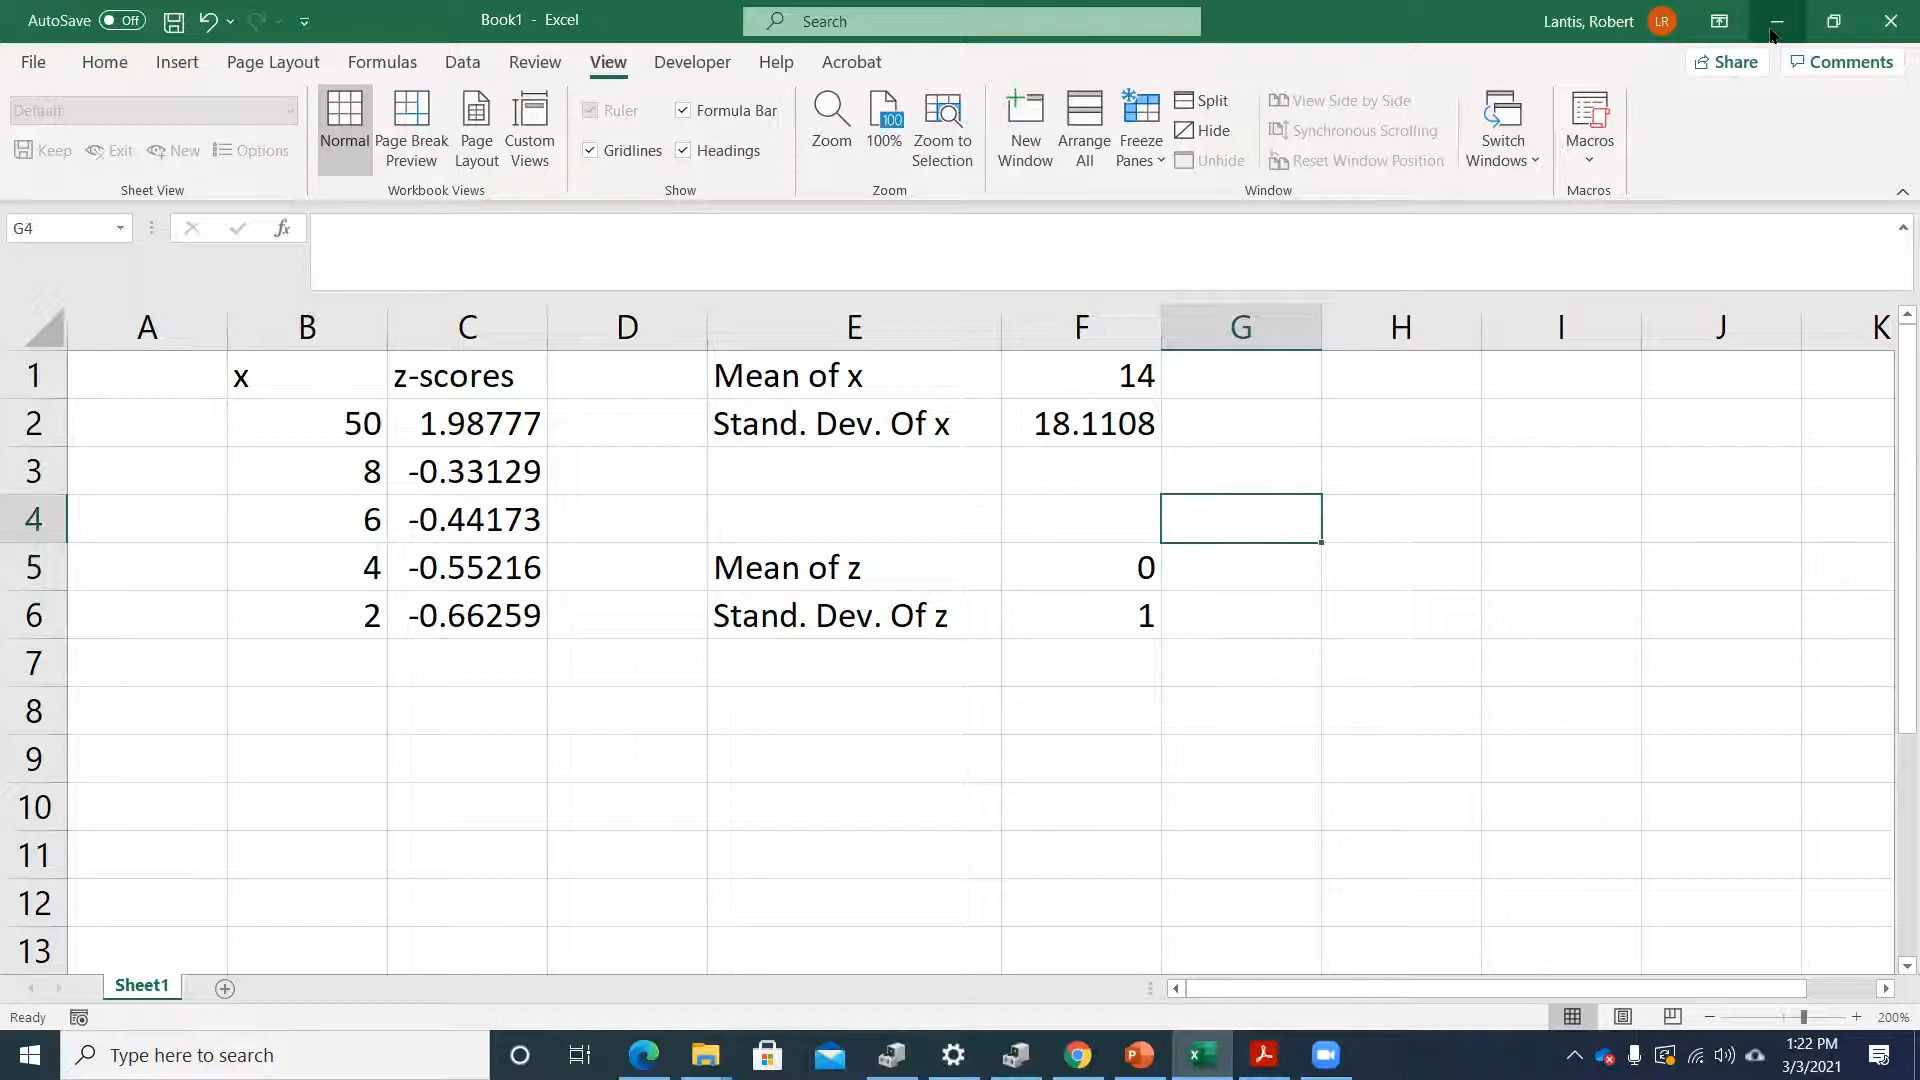 AutoSave Off Book1 - Excel Search Lantis, Robert LR
File Home Insert Page Layout Formulas Data Review View Developer Help Acrobat Share Comments
Default Ruler Formula Bar Split View Side by Side
Normal Page Break Preview Page Layout Custom Views Zoom 100 100% Zoom to Selection New Window Arrange All Freeze Panes Hide Synchronous Scrolling Switch Windows Macros
Keep Exit New Options Gridlines Headings Unhide Reset Window Position
Sheet View Workbook Views Show Zoom Window Macros
G4 fx
A B C D E F G H I J K
1 x z-scores Mean of x 14
2 50 1.98777 Stand. Dev. Of x 18.1108
3 8 -0.33129
4 6 -0.44173
5 4 -0.55216 Mean of z 0
6 2 -0.66259 Stand. Dev. Of z 1
7
8
9
10
11
12
13
Sheet1
Ready 200%
Type here to search 1:22 PM
3/3/2021